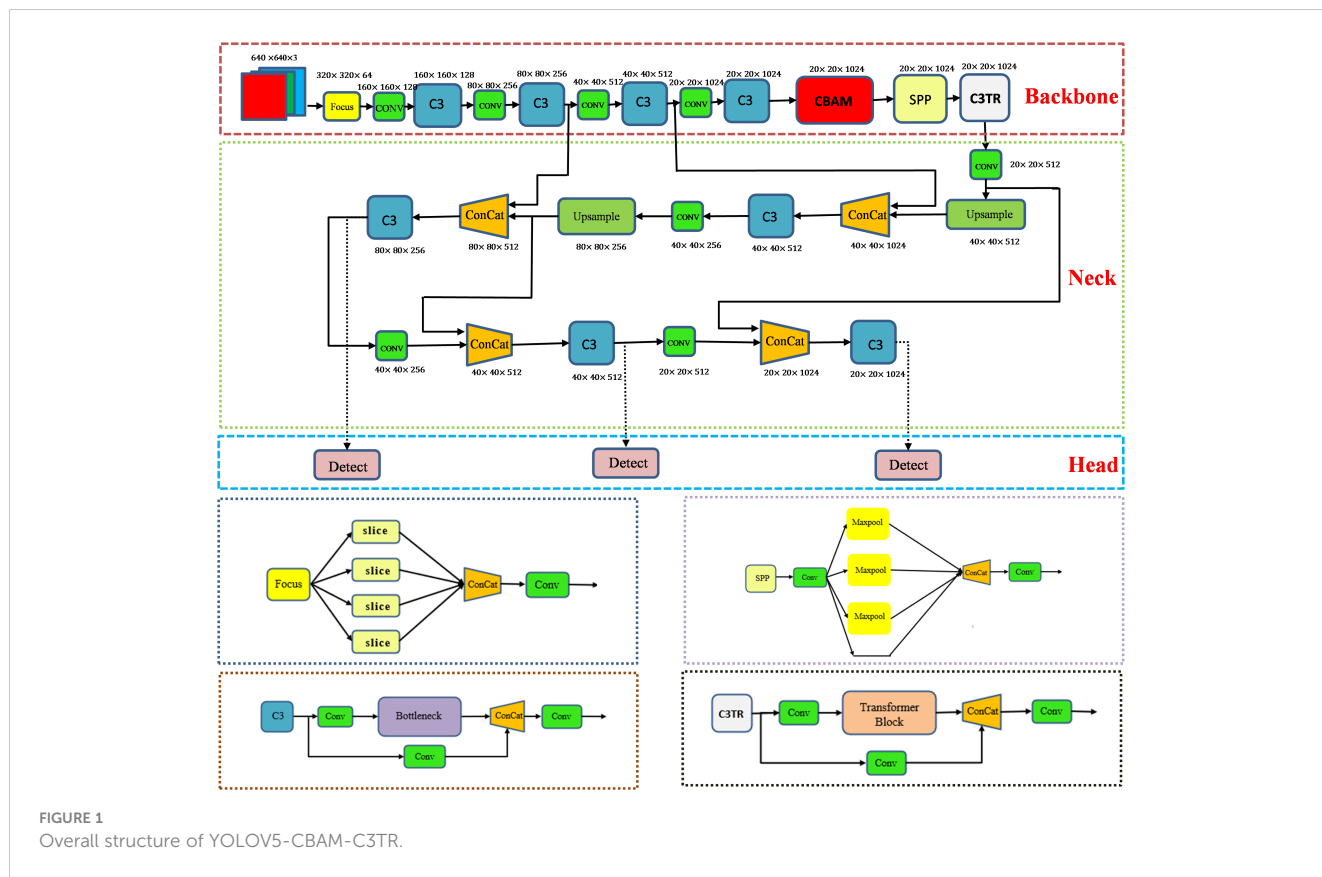 640 ×640×3
320× 320× 64
160× 160× 128
160× 160× 128
80× 80× 256
80× 80× 256
40× 40× 512
40× 40× 512
20× 20× 1024
20× 20× 1024
20× 20× 1024
20× 20× 1024
20× 20× 1024
Focus
CONV
C3
CONV
C3
CONV
C3
CONV
C3
CBAM
SPP
C3TR
Backbone
CONV
20× 20× 512
C3
ConCat
Upsample
CONV
C3
ConCat
Upsample
80× 80× 256
80× 80× 512
80× 80× 256
40× 40× 256
40× 40× 512
40× 40× 1024
40× 40× 512
Neck
CONV
ConCat
C3
CONV
ConCat
C3
40× 40× 256
40× 40× 512
40× 40× 512
20× 20× 512
20× 20× 1024
20× 20× 1024
Detect
Detect
Detect
Head
Focus
slice
slice
slice
slice
ConCat
Conv
SPP
Conv
Maxpool
Maxpool
Maxpool
ConCat
Conv
C3
Conv
Bottleneck
ConCat
Conv
Conv
C3TR
Conv
Transformer
Block
ConCat
Conv
Conv
FIGURE 1
Overall structure of YOLOV5-CBAM-C3TR.